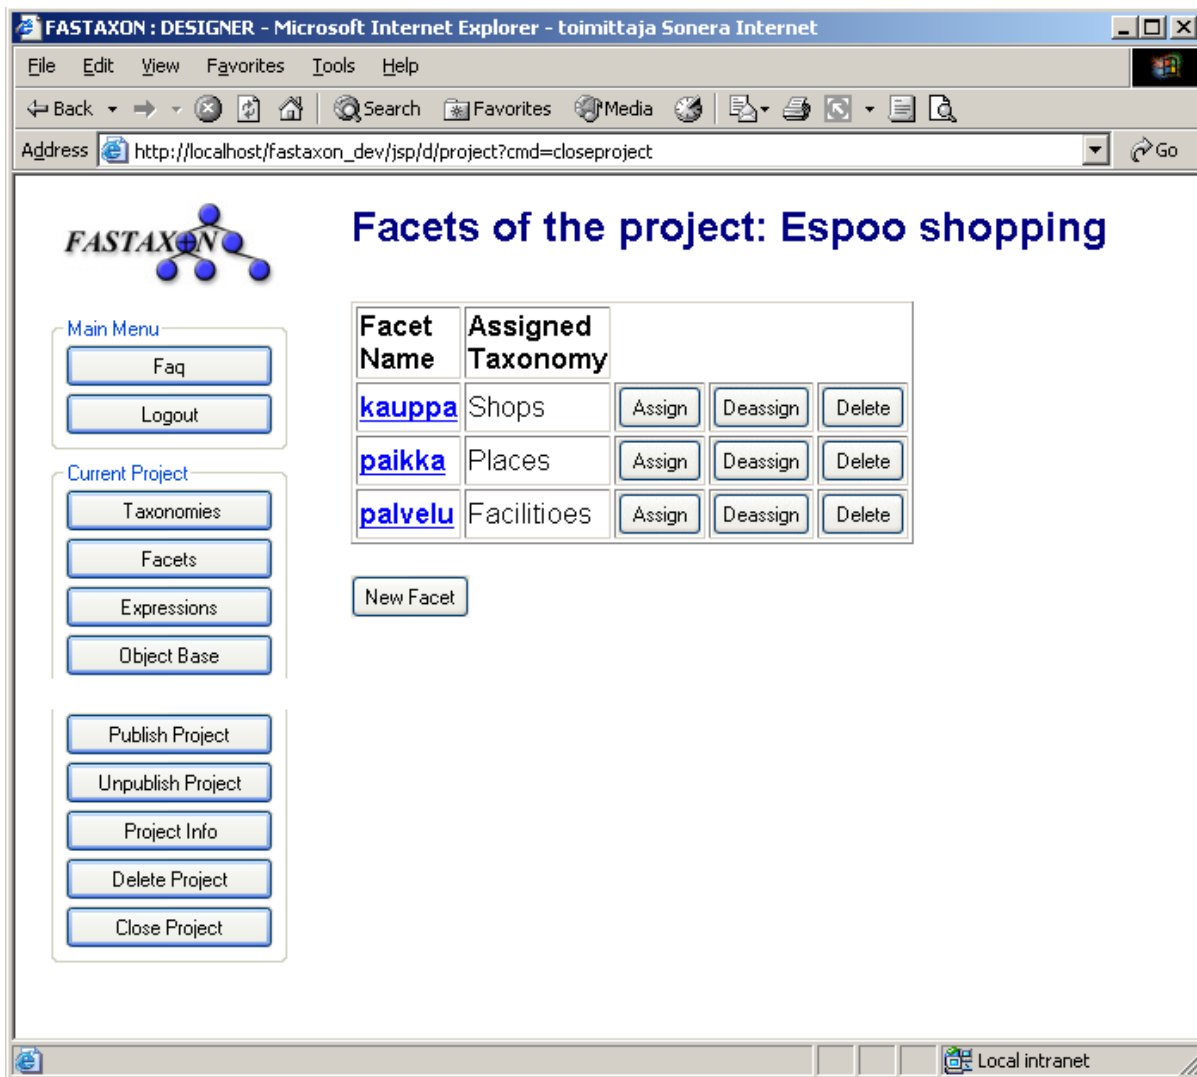 FASTAXON : DESIGNER - Microsoft Internet Explorer - toimittaja Sonera Internet
File Edit View Favorites Tools Help
Back Search Favorites Media
Address http://localhost/fastaxon_dev/jsp/d/project?cmd=closeproject Go
FASTAXON
Facets of the project: Espoo shopping
Main Menu
Faq
Logout
Current Project
Taxonomies
Facets
Expressions
Object Base
Publish Project
Unpublish Project
Project Info
Delete Project
Close Project
Facet Assigned
Name Taxonomy
kauppa Shops Assign Deassign Delete
paikka Places Assign Deassign Delete
palvelu Facilitioes Assign Deassign Delete
New Facet
Local intranet